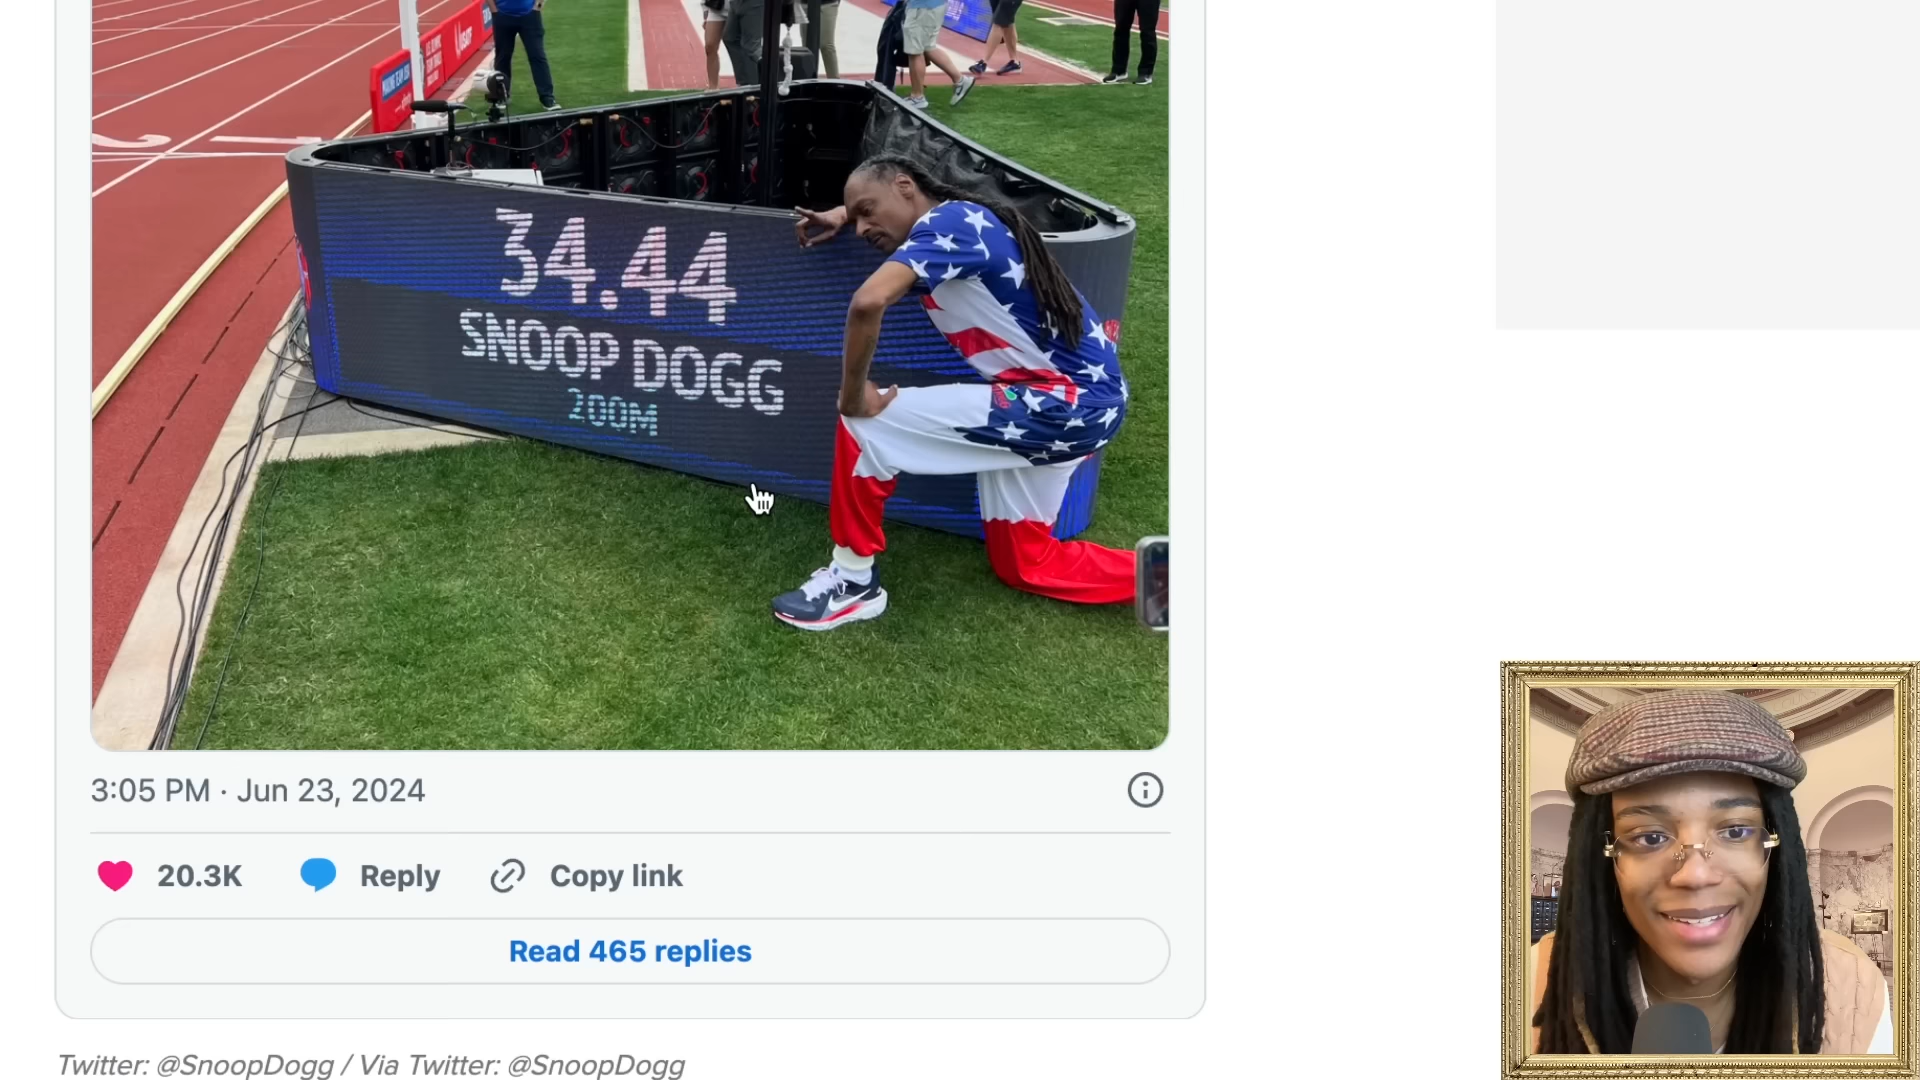 34.44
SNOOP DOGG
200M
3:05 PM · Jun 23, 2024
20.3K
Reply
Copy link
Read 465 replies
Twitter: @SnoopDogg / Via Twitter: @SnoopDogg